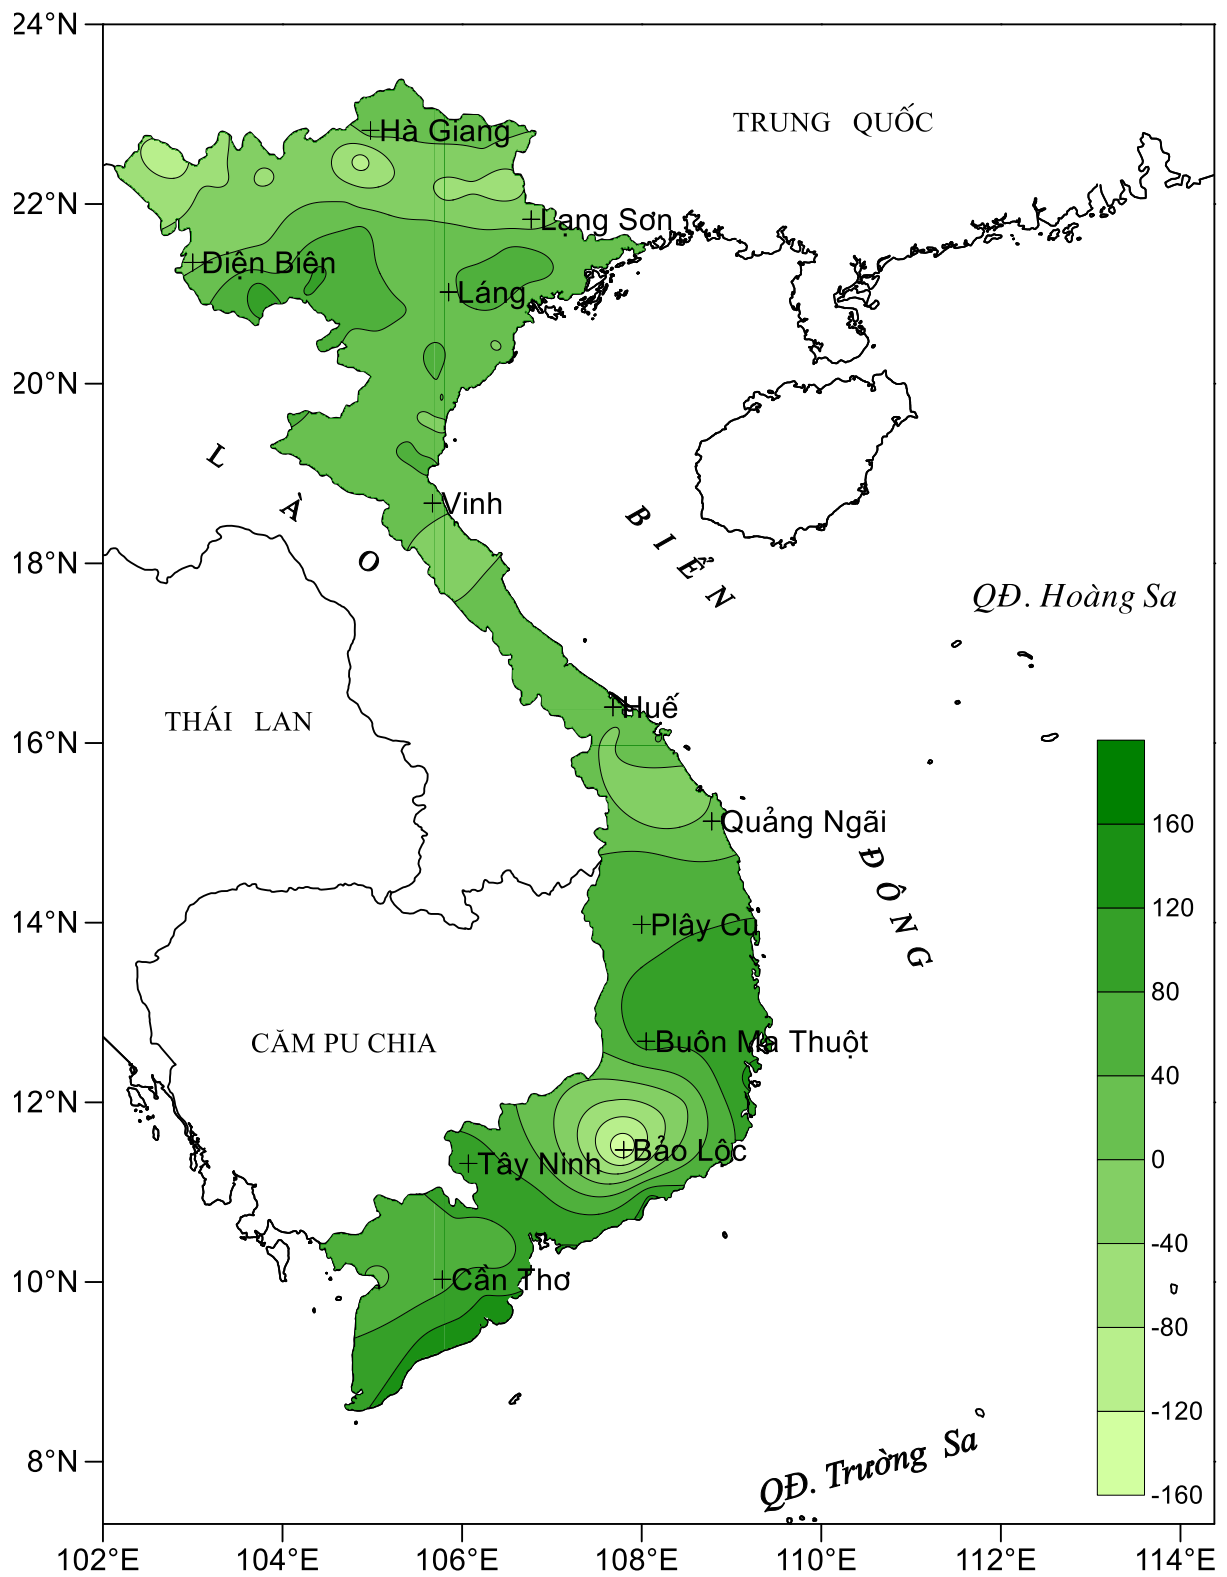 24°N
22°N
20°N
18°N
16°N
14°N
12°N
10°N
8°N
102°E
104°E
106°E
108°E
110°E
112°E
114°E
TRUNG QUỐC
Hà Giang
Lạng Sơn
Điện Biên
Láng
LÀO
Vinh
BIỂN
QĐ. Hoàng Sa
THÁI LAN
Huế
Quảng Ngãi
ĐÔNG
Plây Cu
CĂM PU CHIA
Buôn Ma Thuột
Bảo Lộc
Tây Ninh
Cần Thơ
QĐ. Trường Sa
160
120
80
40
0
-40
-80
-120
-160